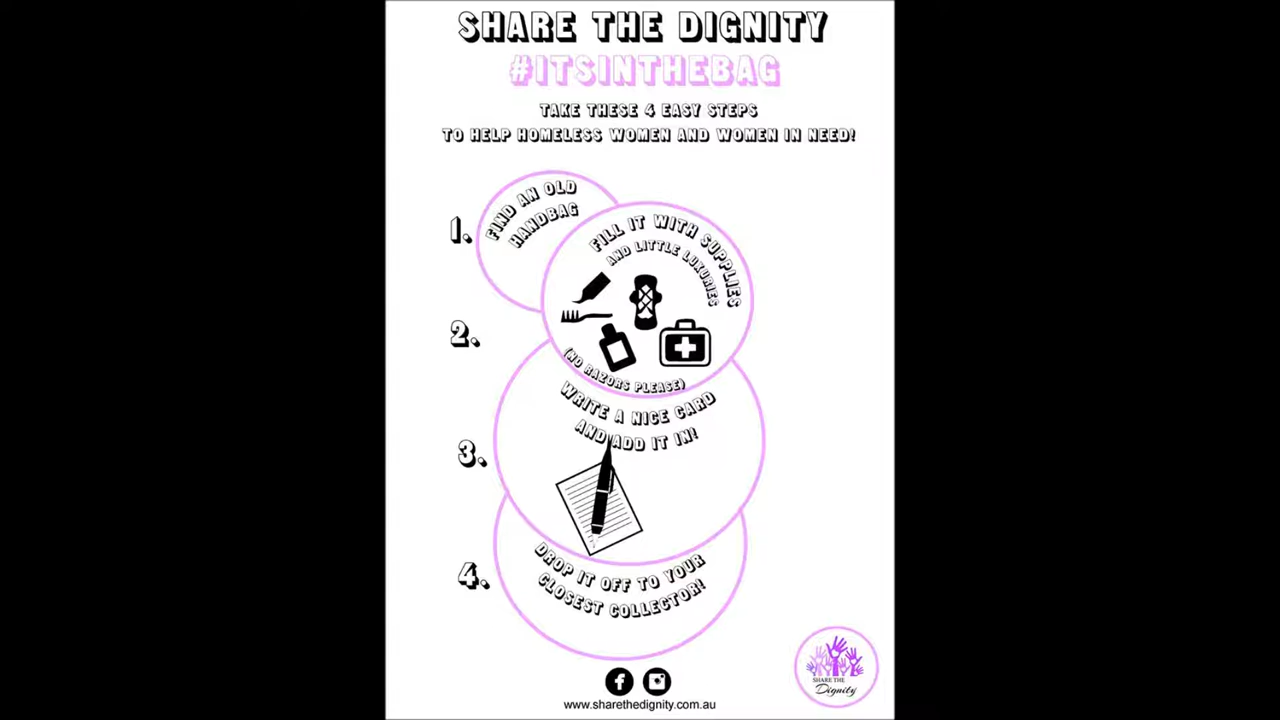 SHARE THE DIGNITY
#ITSINTHEBAG
TAKE THESE 4 EASY STEPS
TO HELP HOMELESS WOMEN AND WOMEN IN NEED!
1.
FIND AN OLD
HANDBAG
2.
FILL IT WITH SUPPLIES
AND LITTLE LUXURIES
(NO RAZORS PLEASE)
3.
WRITE A NICE CARD
AND ADD IT IN!
4.
DROP IT OFF TO YOUR
CLOSEST COLLECTOR!
www.sharethedignity.com.au
SHARE THE
Dignity